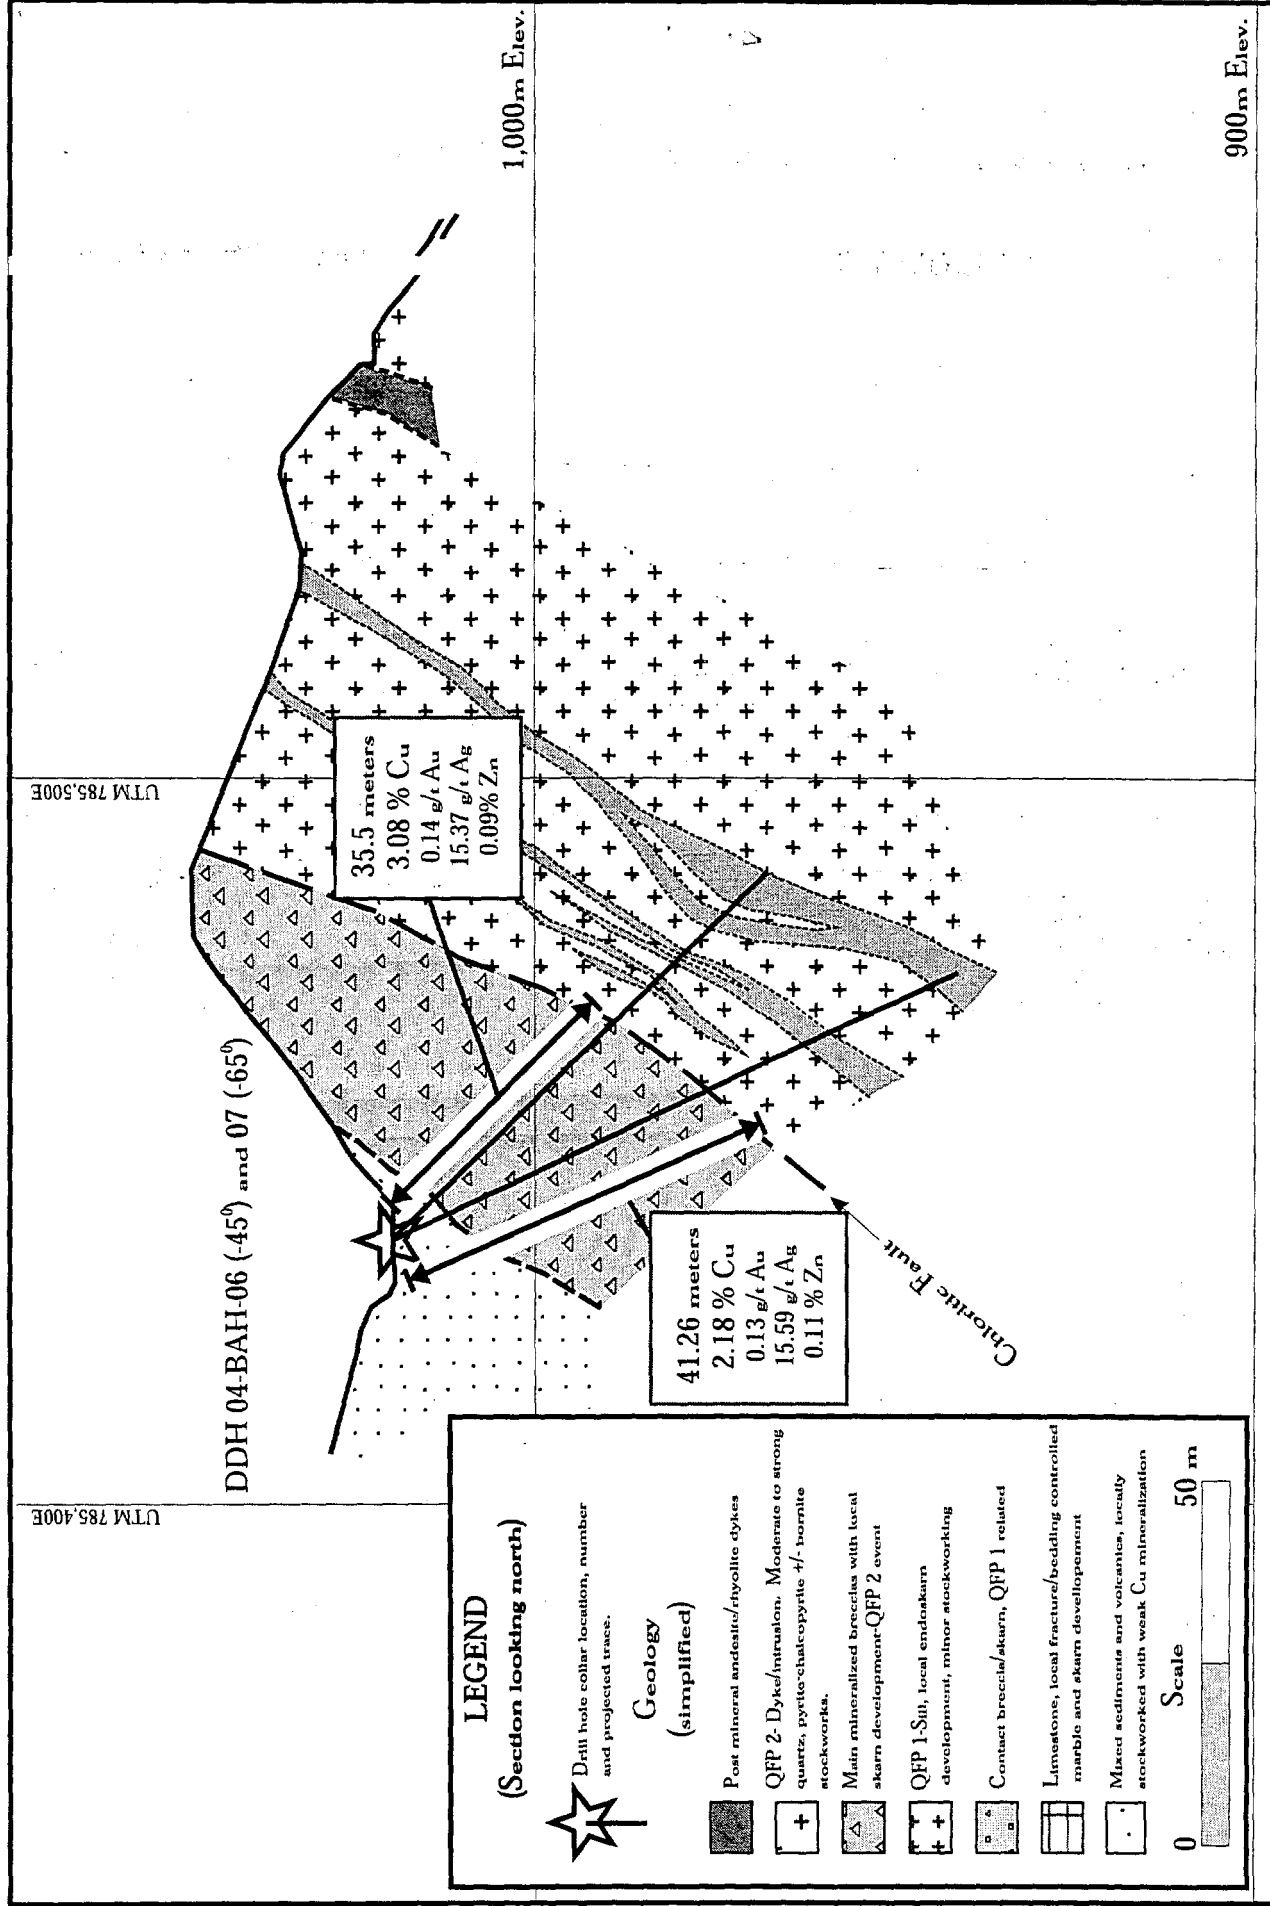 UTM 785,400E
UTM 785,500E
DDH 04-BAH-06 (-45⁰) and 07 (-65⁰)
1,000m Elev.
900m Elev.
35.5 meters
3.08 % Cu
0.14 g/t Au
15.37 g/t Ag
0.09% Zn
41.26 meters
2.18 % Cu
0.13 g/t Au
15.59 g/t Ag
0.11 % Zn
Chloritic Fault
LEGEND
(Section looking north)
Drill hole collar location, number
and projected trace.
Geology
(simplified)
Post mineral andesite/rhyolite dykes
QFP 2- Dyke/intrusion. Moderate to strong
quartz, pyrite-chalcopyrite +/- bornite
stockworks.
Main mineralized breccias with local
skarn development-QFP 2 event
QFP 1-Sill, local endoskarn
development, minor stockworking
Contact breccia/skarn, QFP 1 related
Limestone, local fracture/bedding controlled
marble and skarn devellopement
Mixed sediments and volcanics, locally
stockworked with weak Cu mineralization
Scale
0
50 m